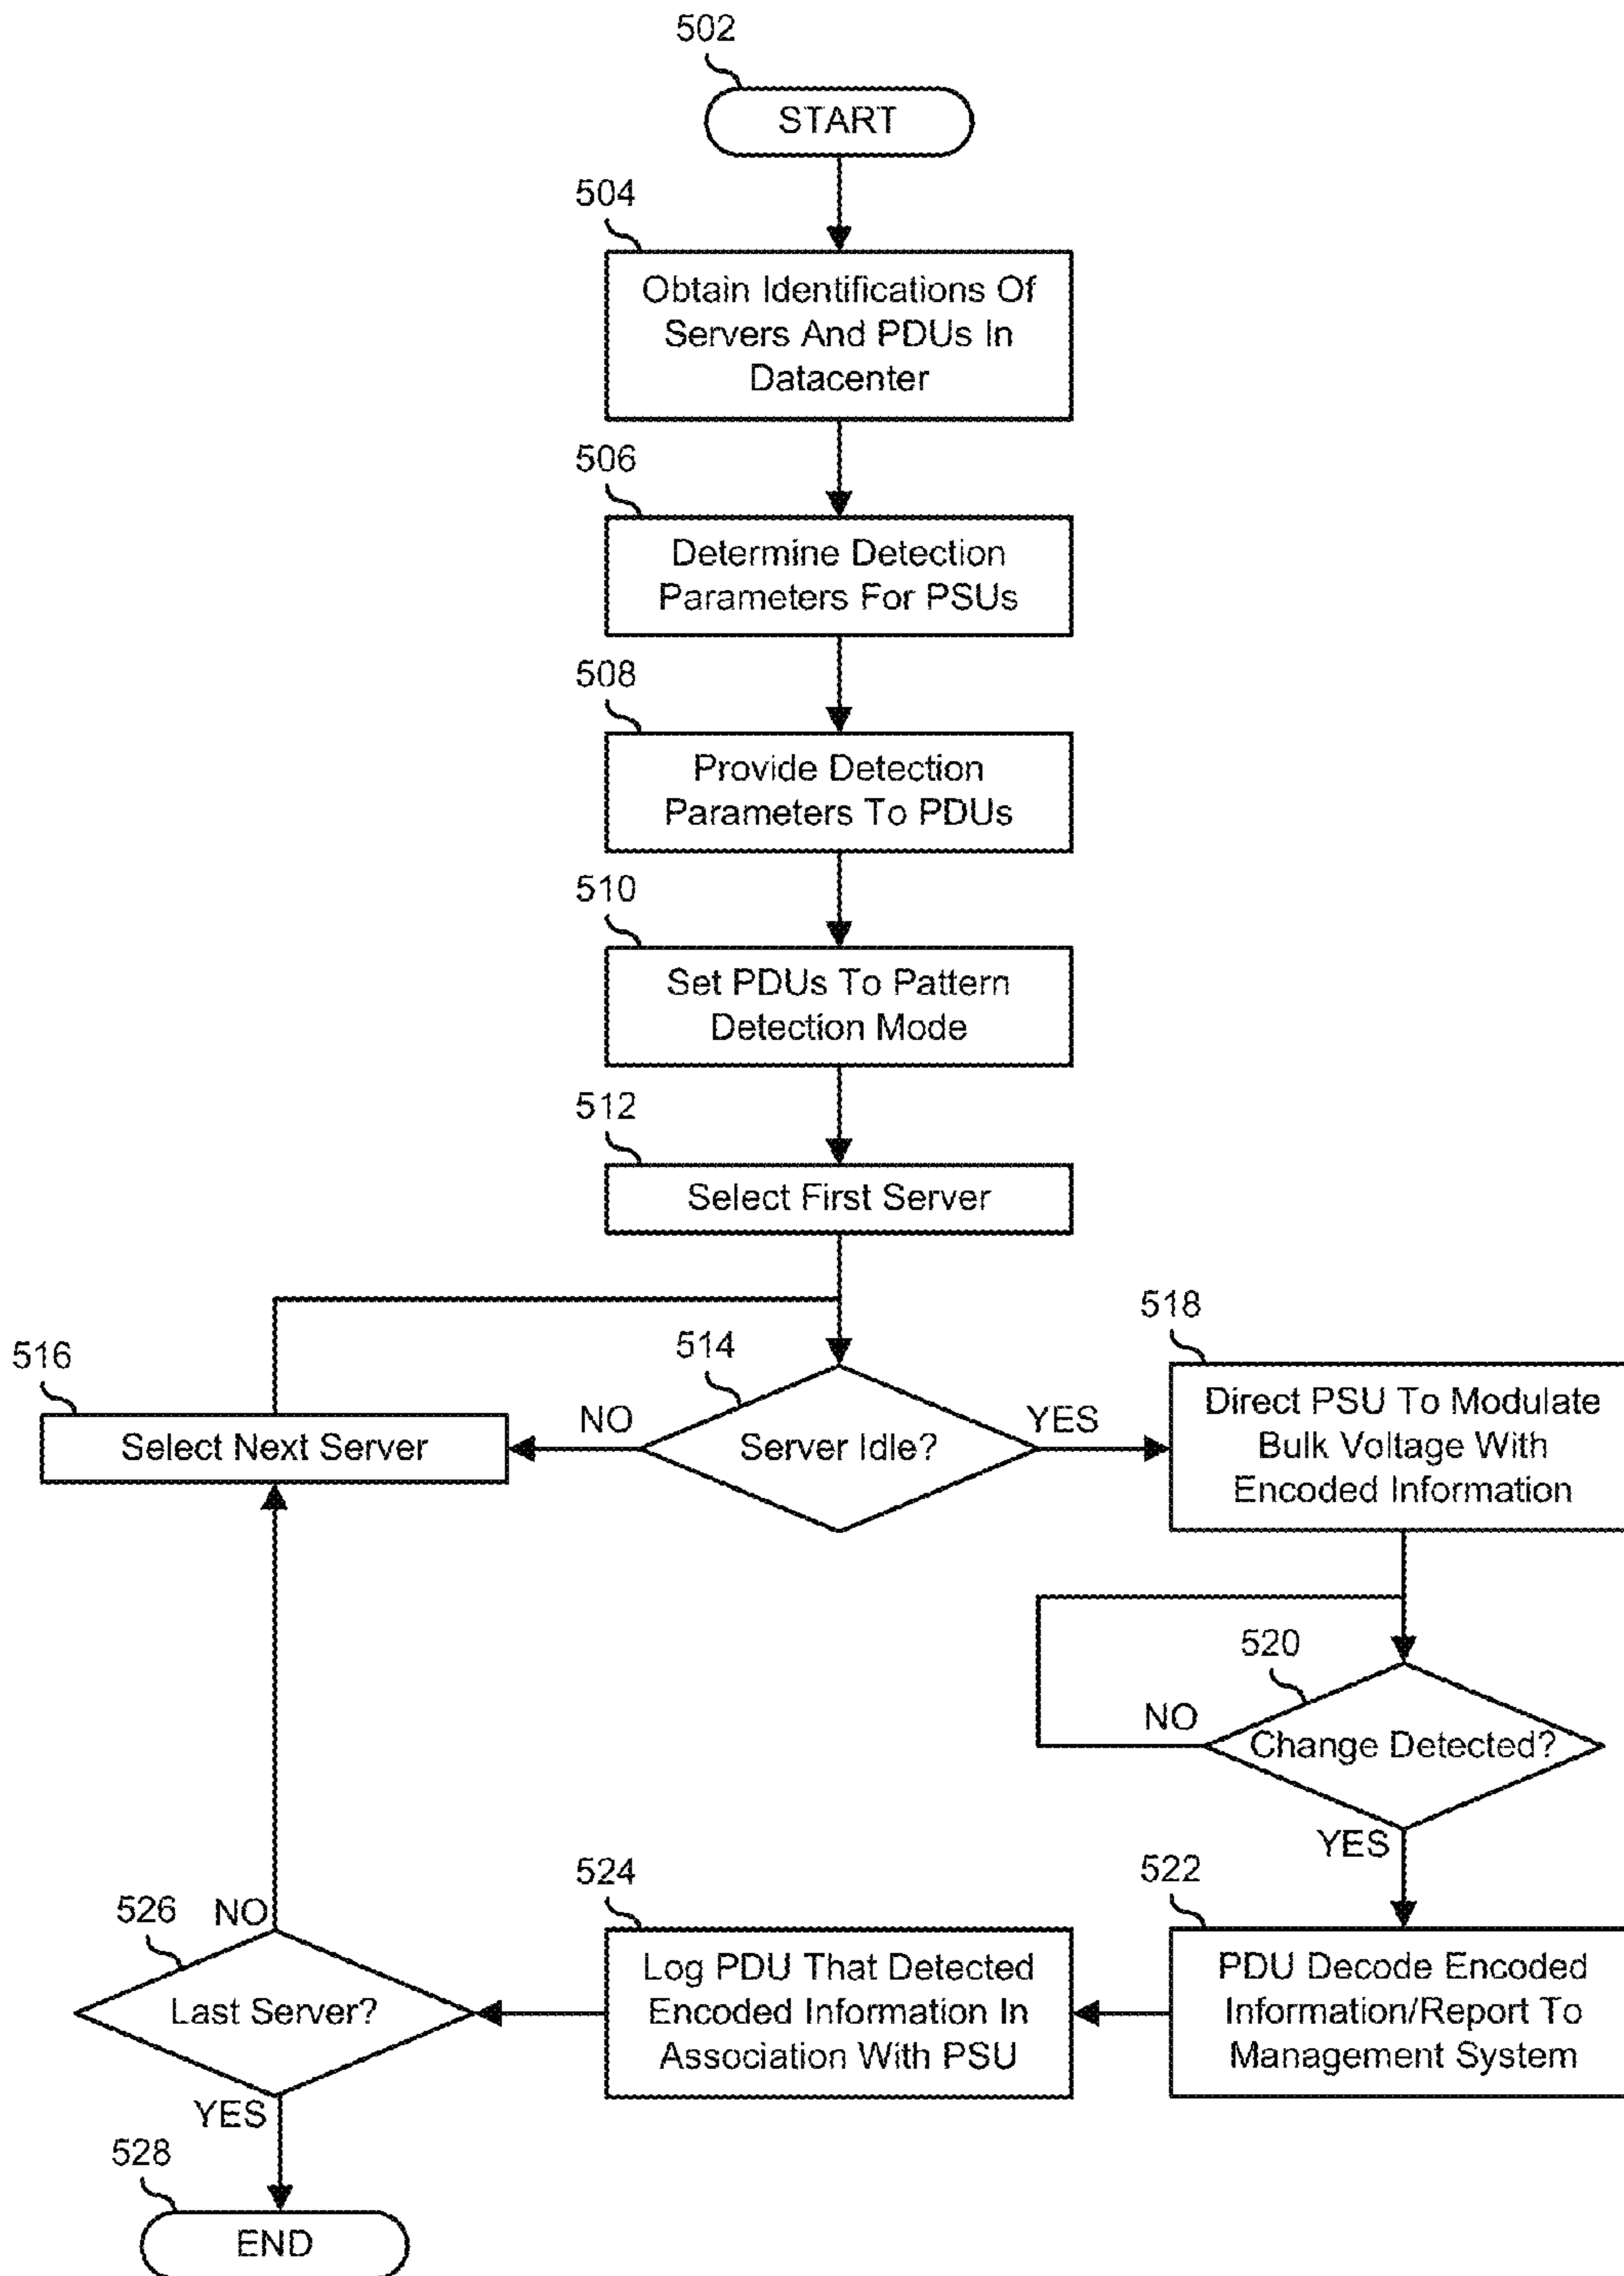 502
START
504
Obtain Identifications Of
Servers And PDUs In
Datacenter
506
Determine Detection
Parameters For PSUs
508
Provide Detection
Parameters To PDUs
510
Set PDUs To Pattern
Detection Mode
512
Select First Server
514
Server Idle?
NO
YES
516
Select Next Server
518
Direct PSU To Modulate
Bulk Voltage With
Encoded Information
520
Change Detected?
NO
YES
522
PDU Decode Encoded
Information/Report To
Management System
524
Log PDU That Detected
Encoded Information In
Association With PSU
526
NO
Last Server?
YES
528
END